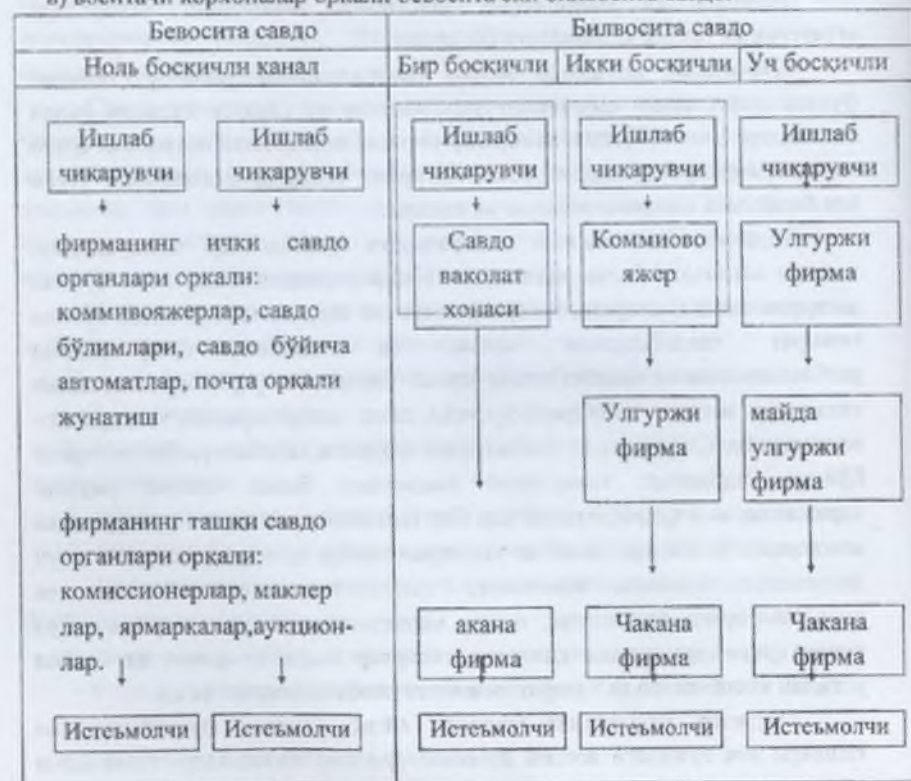 Бевосита савдо Билвосита савдо
Ноль босқичли канал Бир босқичли Икки босқичли Уч босқичли
Ишлаб Ишлаб Ишлаб Ишлаб Ишлаб
чиқарувчи чиқарувчи чиқарувчи чиқарувчи чиқарувчи
фирманинг ички савдо
органлари орқали:
коммивояжерлар, савдо
бўлимлари, савдо бўйича
автоматлар, почта орқали
жунатиш
Савдо
ваколат
хонаси
Коммиово
яжср
Улгуржи
фирма
Улгуржи
фирма
майда
улгуржи
фирма
фирманинг ташки савдо
органлари оркали:
комиссионерлар, маклер
лар, ярмаркалар,аукцион-
лар.
акана
фирма
Чакана
фирма
Чакана
фирма
Истеъмолчи Истеъмолчи Истеъмолчи Истеъмолчи Истеъмолчи